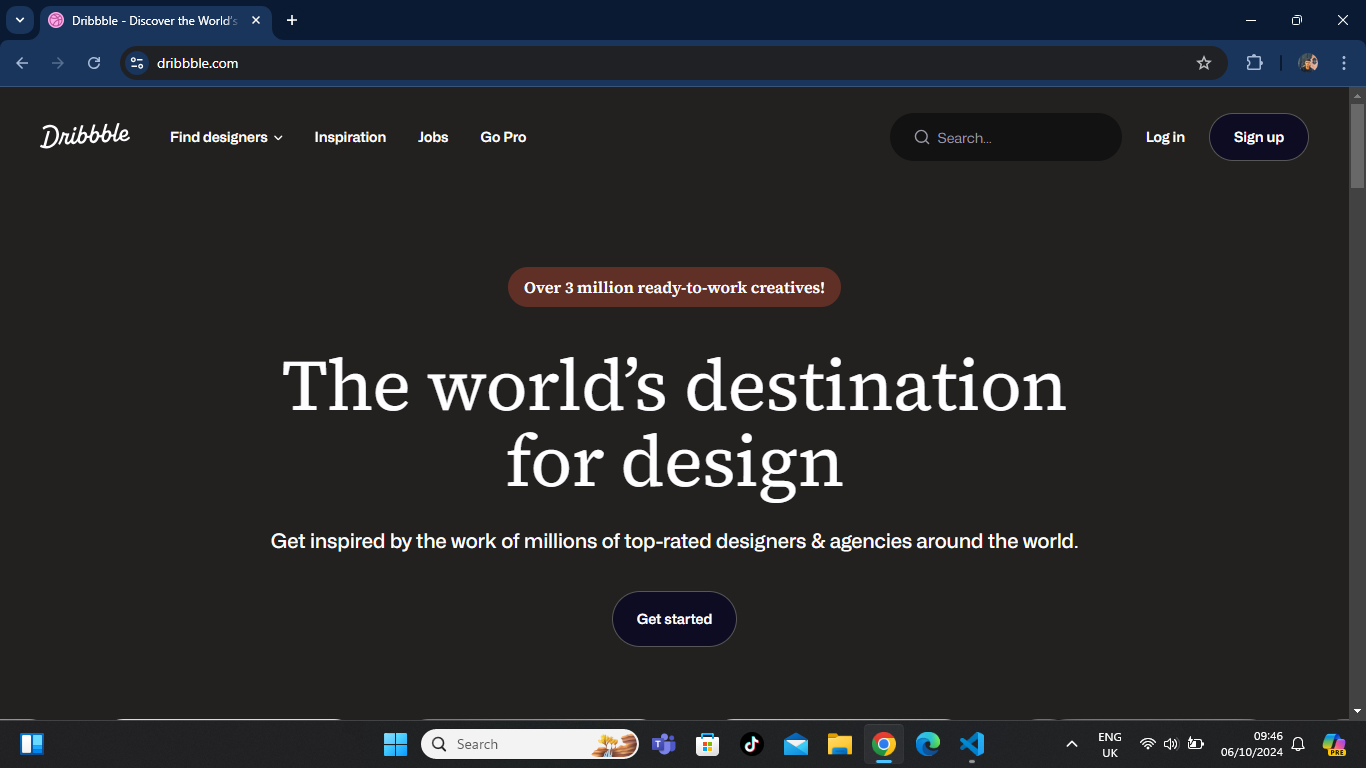 Dribbble - Discover the World's
dribbble.com
Dribbble
Find designers
Inspiration
Jobs
Go Pro
Search...
Log in
Sign up
Over 3 million ready-to-work creatives!
The world’s destination
for design
Get inspired by the work of millions of top-rated designers & agencies around the world.
Get started
Search
ENG
UK
09:46
06/10/2024
PRE